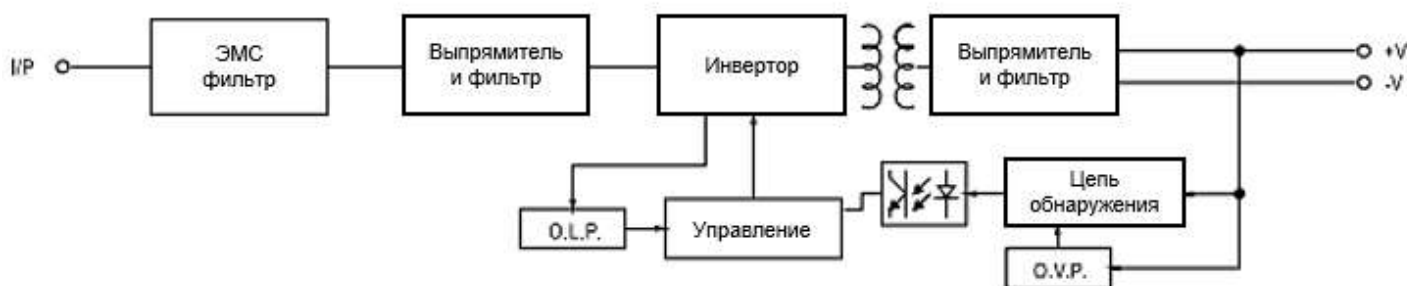 I/P
ЭМС
фильтр
Выпрямитель
и фильтр
Инвертор
Выпрямитель
и фильтр
+V
-V
O.L.P.
Управление
Цепь
обнаружения
O.V.P.